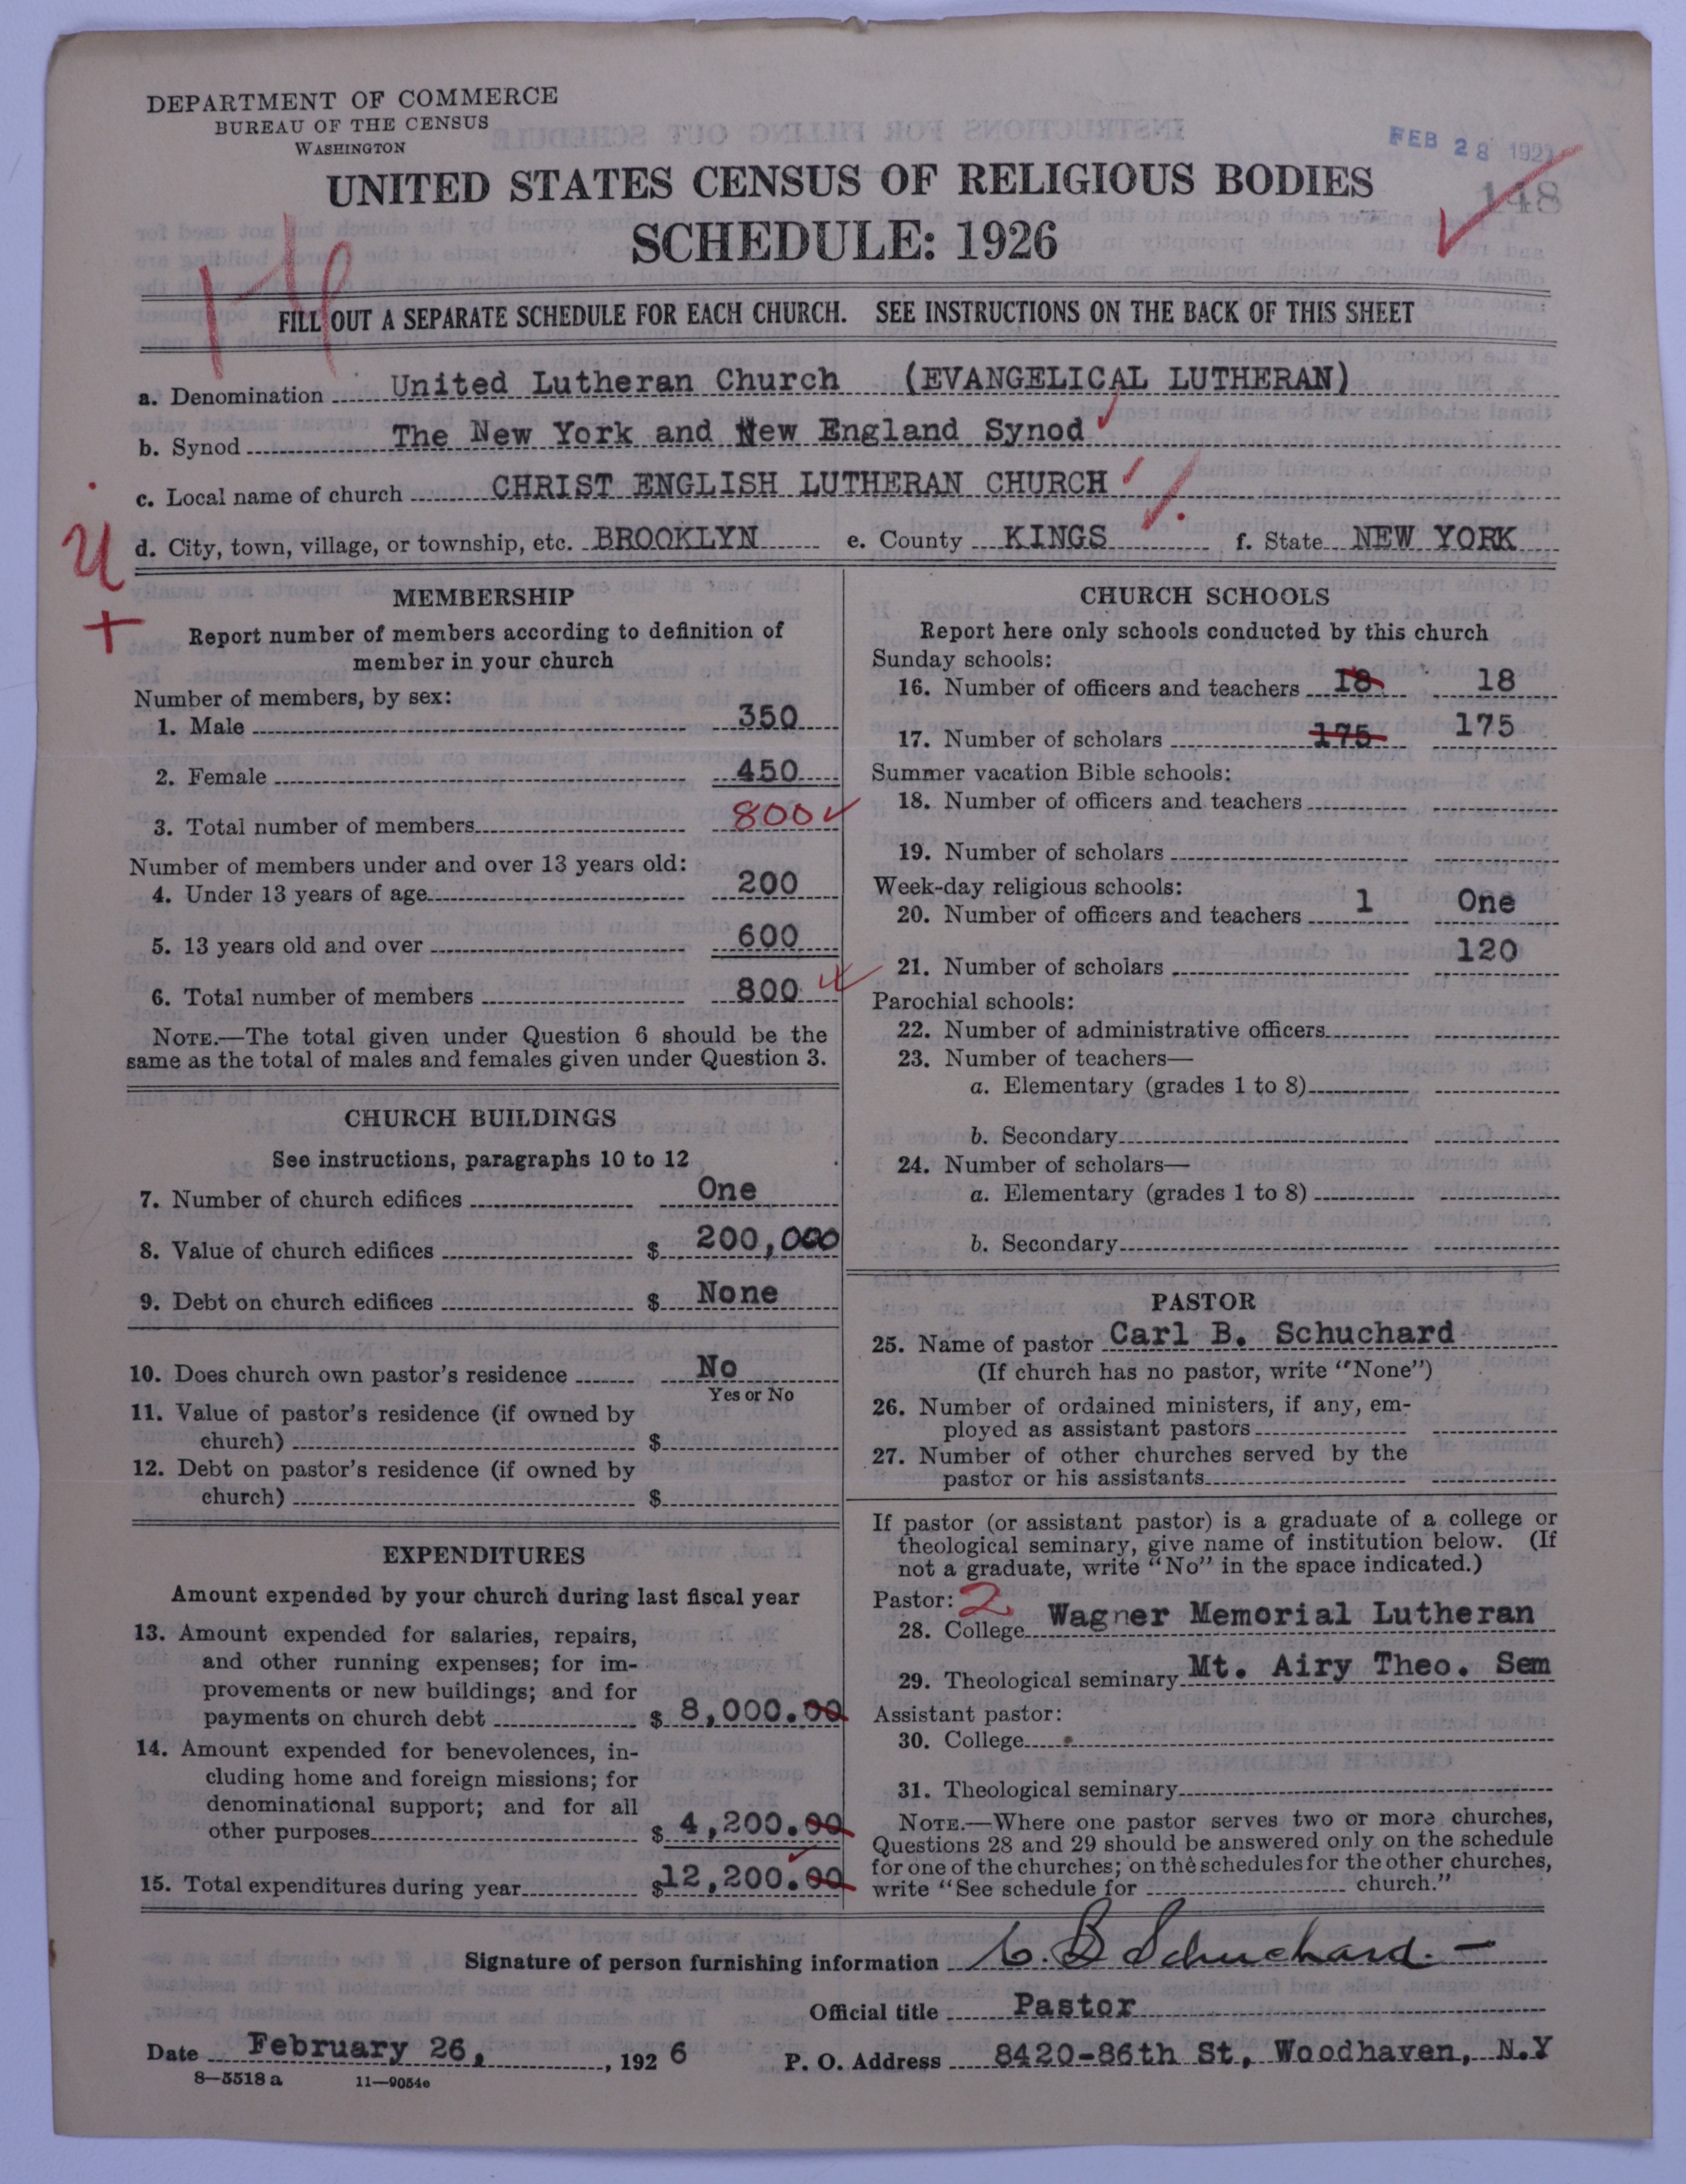 DEPARTMENT OF COMMERCE
BUREAU OF THE CENSUS
WASHINGTON
FEB 28 192
148
UNITED STATES CENSUS OF RELIGIOUS BODIES
SCHEDULE: 1926
FILL OUT A SEPARATE SCHEDULE FOR EACH CHURCH. SEE INSTRUCTIONS ON THE BACK OF THIS SHEET
a. Denomination United Lutheran Church (EVANGELICAL LUTHERAN)
b. Synod The New York and New England Synod
c. Local name of church CHRIST ENGLISH LUTHERAN CHURCH
d. City, town, village, or township, etc. BROOKLYN e. County KINGS f. State NEW YORK
MEMBERSHIP
Report number of members according to definition of
member in your church
Number of members, by sex:
1. Male 350
2. Female 450
3. Total number of members 800
Number of members under and over 13 years old:
4. Under 13 years of age 200
5. 13 years old and over 600
6. Total number of members 800
NOTE.—The total given under Question 6 should be the
same as the total of males and females given under Question 3.
CHURCH BUILDINGS
See instructions, paragraphs 10 to 12
7. Number of church edifices One
8. Value of church edifices $ 200,000
9. Debt on church edifices $ None
10. Does church own pastor's residence No
Yes or No
11. Value of pastor's residence (if owned by
church) $
12. Debt on pastor's residence (if owned by
church) $
EXPENDITURES
Amount expended by your church during last fiscal year
13. Amount expended for salaries, repairs,
and other running expenses; for im-
provements or new buildings; and for
payments on church debt $ 8,000.00
14. Amount expended for benevolences, in-
cluding home and foreign missions; for
denominational support; and for all
other purposes $ 4,200.00
15. Total expenditures during year $12,200.00
CHURCH SCHOOLS
Report here only schools conducted by this church
Sunday schools:
16. Number of officers and teachers 18 18
17. Number of scholars 175 175
Summer vacation Bible schools:
18. Number of officers and teachers
19. Number of scholars
Week-day religious schools:
20. Number of officers and teachers 1 One
21. Number of scholars 120
Parochial schools:
22. Number of administrative officers
23. Number of teachers—
a. Elementary (grades 1 to 8)
b. Secondary
24. Number of scholars—
a. Elementary (grades 1 to 8)
b. Secondary
PASTOR
25. Name of pastor Carl B. Schuchard
(If church has no pastor, write "None")
26. Number of ordained ministers, if any, em-
ployed as assistant pastors
27. Number of other churches served by the
pastor or his assistants
If pastor (or assistant pastor) is a graduate of a college or
theological seminary, give name of institution below. (If
not a graduate, write "No" in the space indicated.)
Pastor: 2
28. College Wagner Memorial Lutheran
29. Theological seminary Mt. Airy Theo. Sem
Assistant pastor:
30. College
31. Theological seminary
NOTE.—Where one pastor serves two or more churches,
Questions 28 and 29 should be answered only on the schedule
for one of the churches; on the schedules for the other churches,
write "See schedule for church."
Signature of person furnishing information C. B Schuchard.
Official title Pastor
Date February 26, , 1926 P. O. Address 8420-86th St, Woodhaven, N.Y
8—5518 a 11—9054e